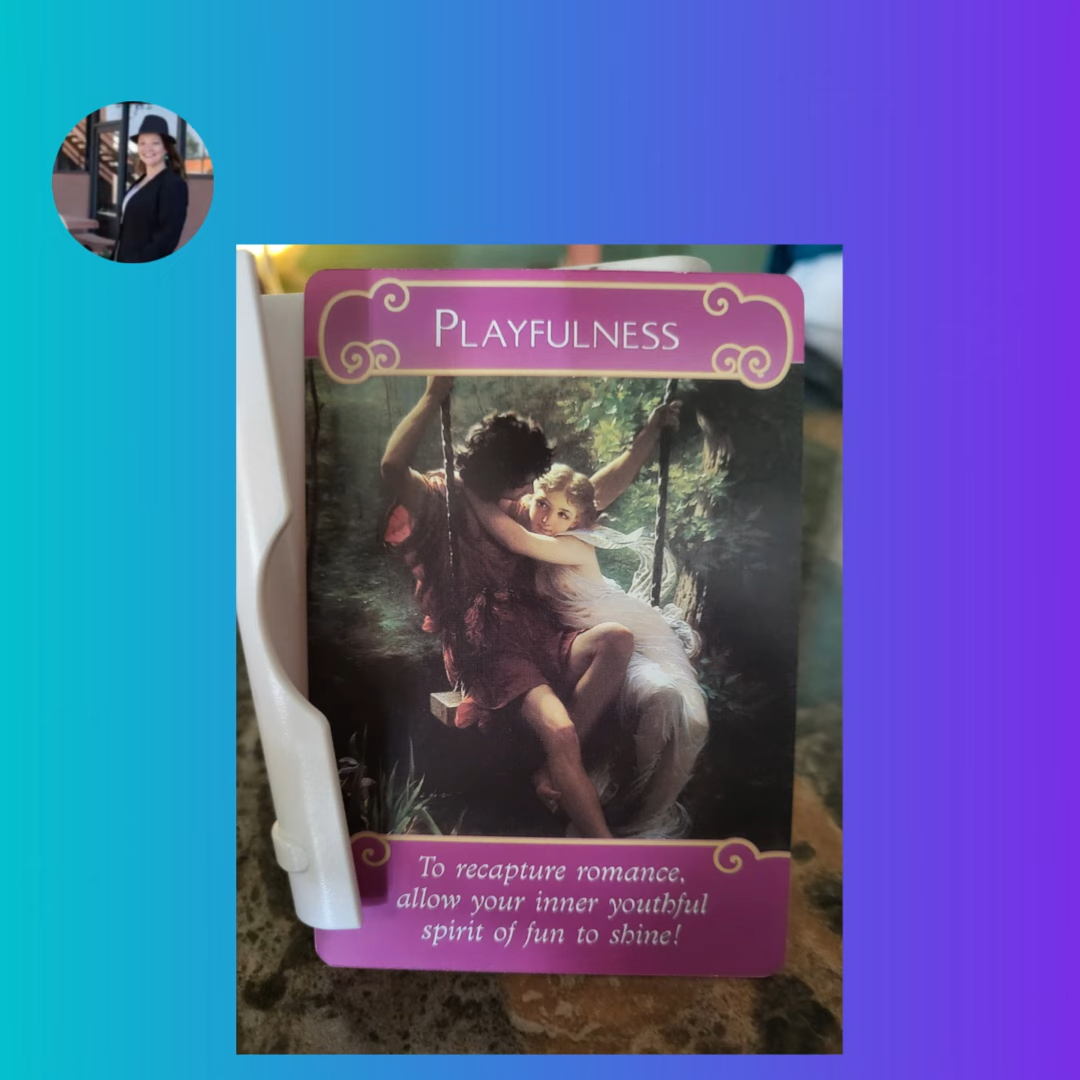 PLAYFULNESS
To recapture romance,
allow your inner youthful
spirit of fun to shine!